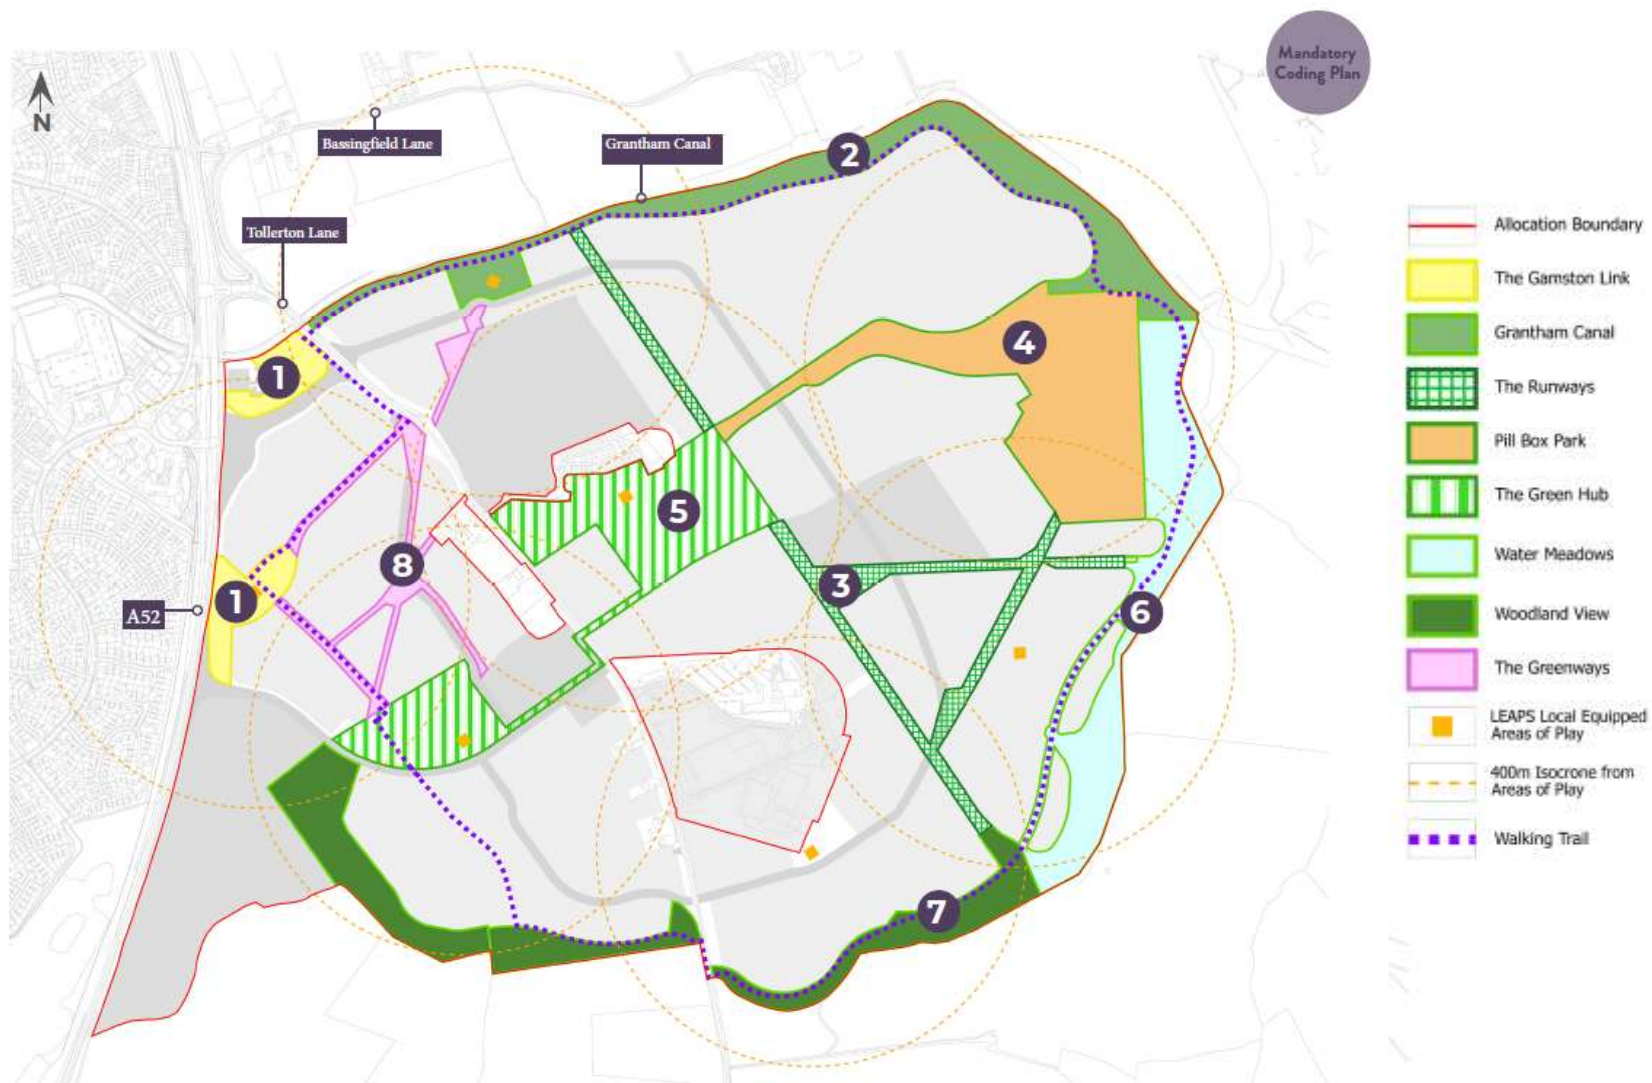 Mandatory
Coding Plan
N
Bassingfield Lane
Grantham Canal
Tollerton Lane
A52
2
4
1
5
8
3
1
6
7
Allocation Boundary
The Gamston Link
Grantham Canal
The Runways
Pill Box Park
The Green Hub
Water Meadows
Woodland View
The Greenways
LEAPS Local Equipped
Areas of Play
400m Isocrone from
Areas of Play
Walking Trail